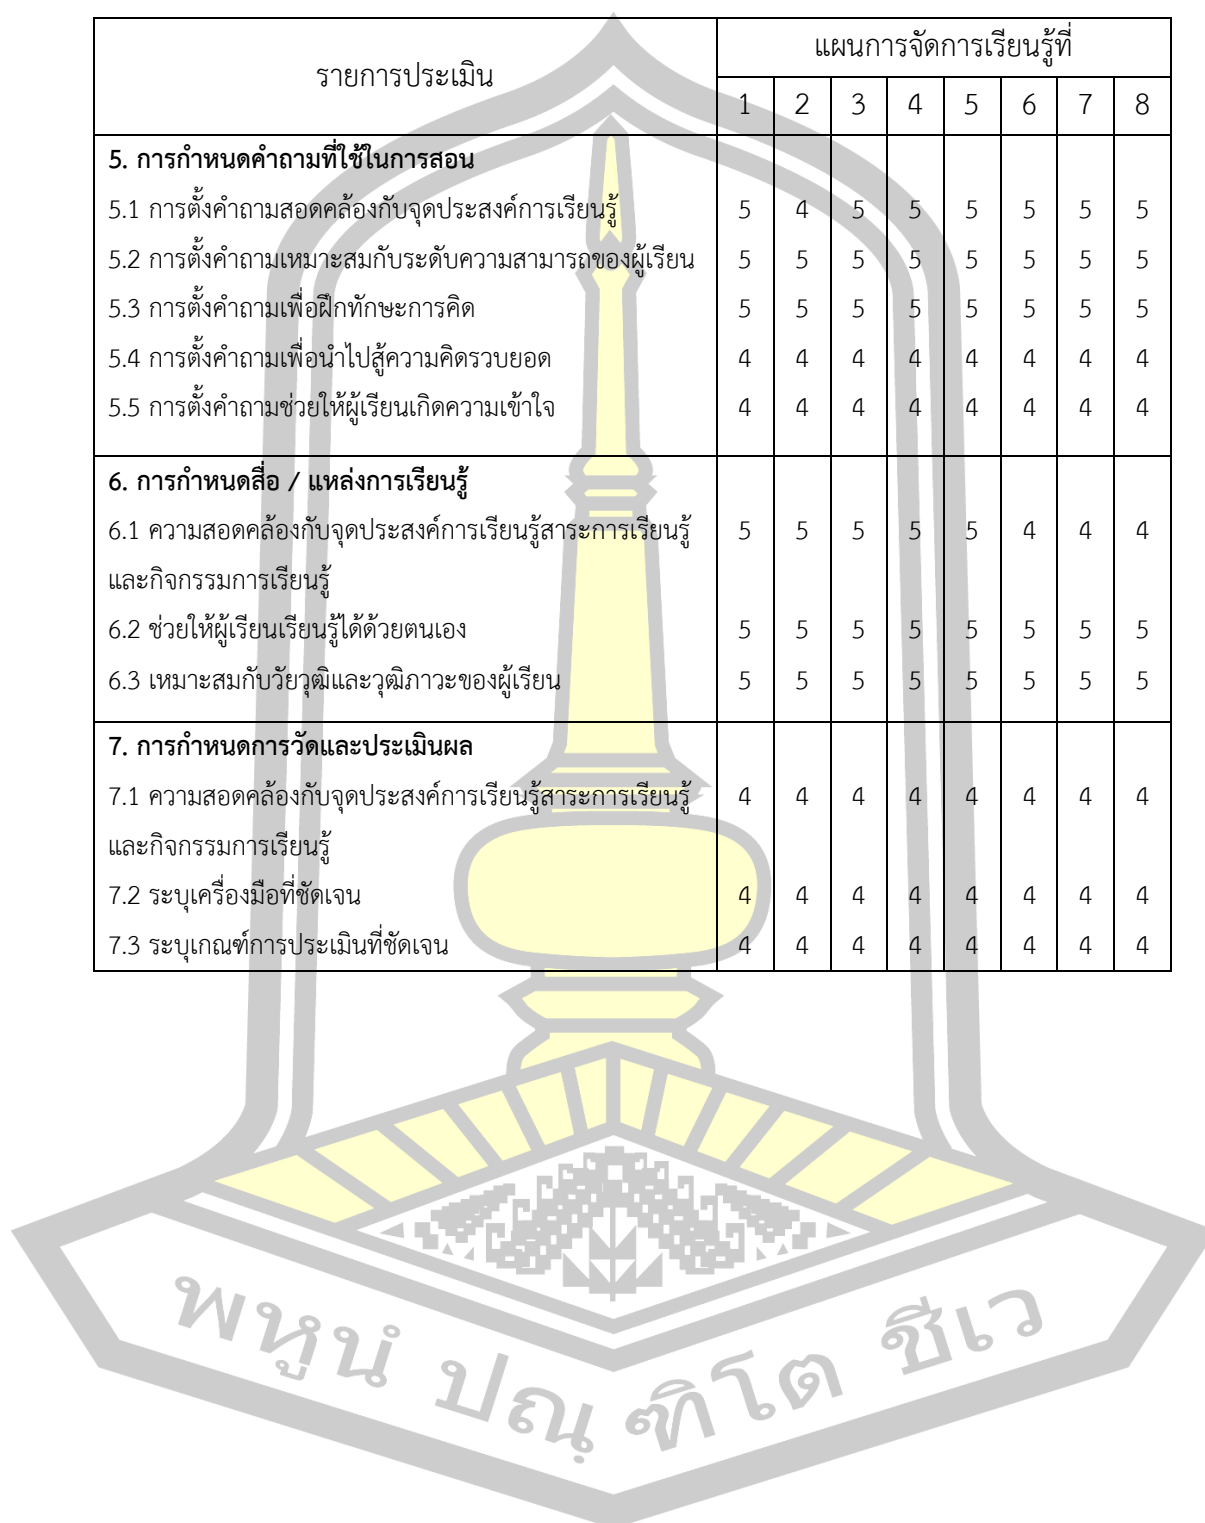 รายการประเมิน แผนการจัดการเรียนรู้ที่
1 2 3 4 5 6 7 8
5. การกำหนดคำถามที่ใช้ในการสอน
5.1 การตั้งคำถามสอดคล้องกับจุดประสงค์การเรียนรู้ 5 4 5 5 5 5 5 5
5.2 การตั้งคำถามเหมาะสมกับระดับความสามารถของผู้เรียน 5 5 5 5 5 5 5 5
5.3 การตั้งคำถามเพื่อฝึกทักษะการคิด 5 5 5 5 5 5 5 5
5.4 การตั้งคำถามเพื่อนำไปสู้ความคิดรวบยอด 4 4 4 4 4 4 4 4
5.5 การตั้งคำถามช่วยให้ผู้เรียนเกิดความเข้าใจ 4 4 4 4 4 4 4 4
6. การกำหนดสื่อ / แหล่งการเรียนรู้
6.1 ความสอดคล้องกับจุดประสงค์การเรียนรู้สาระการเรียนรู้ 5 5 5 5 5 4 4 4
และกิจกรรมการเรียนรู้
6.2 ช่วยให้ผู้เรียนเรียนรู้ได้ด้วยตนเอง 5 5 5 5 5 5 5 5
6.3 เหมาะสมกับวัยวุฒิและวุฒิภาวะของผู้เรียน 5 5 5 5 5 5 5 5
7. การกำหนดการวัดและประเมินผล
7.1 ความสอดคล้องกับจุดประสงค์การเรียนรู้สาระการเรียนรู้ 4 4 4 4 4 4 4 4
และกิจกรรมการเรียนรู้
7.2 ระบุเครื่องมือที่ชัดเจน 4 4 4 4 4 4 4 4
7.3 ระบุเกณฑ์การประเมินที่ชัดเจน 4 4 4 4 4 4 4 4
พหูนํ ปณฺฑิโต ชีเว